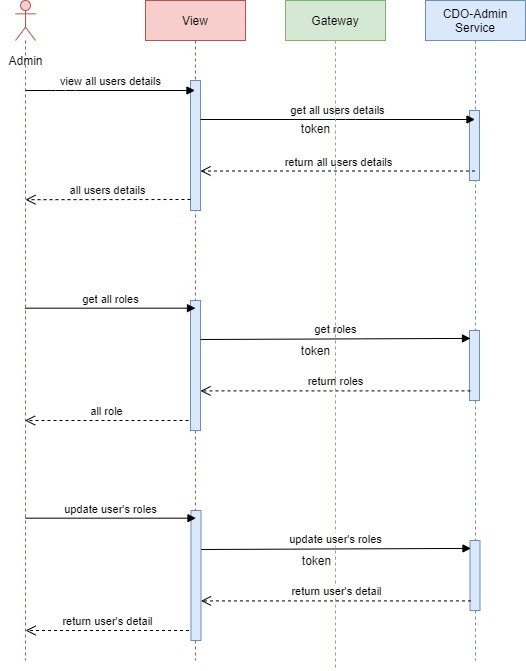 View
Gateway
CDO-Admin
Service
Admin
view all users details
get all users details
token
return all users details
all users details
get all roles
get roles
token
return roles
all role
update user's roles
update user's roles
token
return user's detail
return user's detail